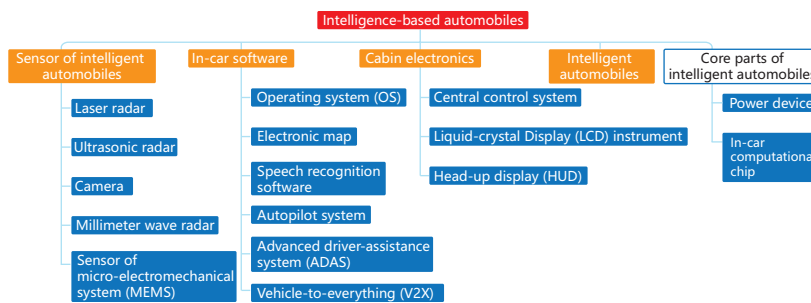 Intelligence-based automobiles
Sensor of intelligent
automobiles
Laser radar
Ultrasonic radar
Camera
Millimeter wave radar
Sensor of
micro-electromechanical
system (MEMS)
In-car software
Operating system (OS)
Electronic map
Speech recognition
software
Autopilot system
Advanced driver-assistance
system (ADAS)
Vehicle-to-everything (V2X)
Cabin electronics
Central control system
Liquid-crystal Display (LCD) instrument
Head-up display (HUD)
Intelligent
automobiles
Core parts of
intelligent automobiles
Power device
In-car
computationa
chip